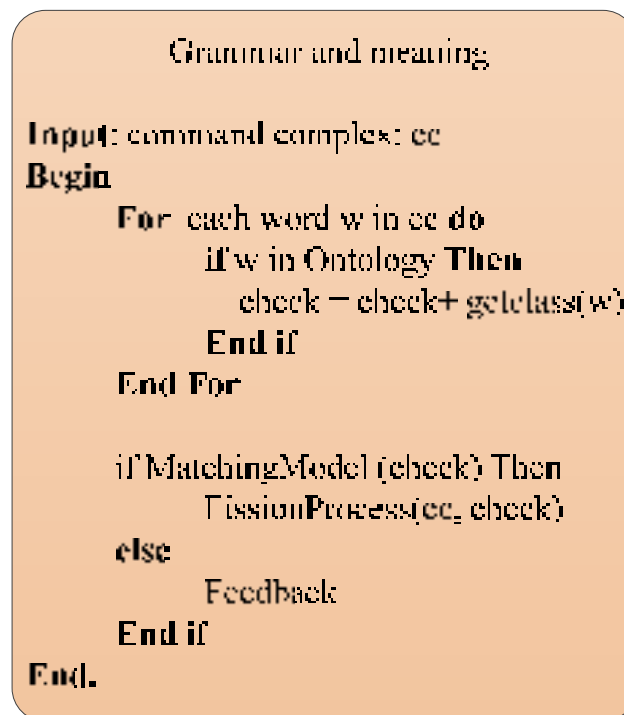 Grammar and meaning
Input: command complex: cc
Begin
For each word w in cc do
if w in Ontology Then
check = check+ getclass(w)
End if
End For
if MatchingModel (check) Then
FissionProcess(cc, check)
else
Feedback
End if
End.